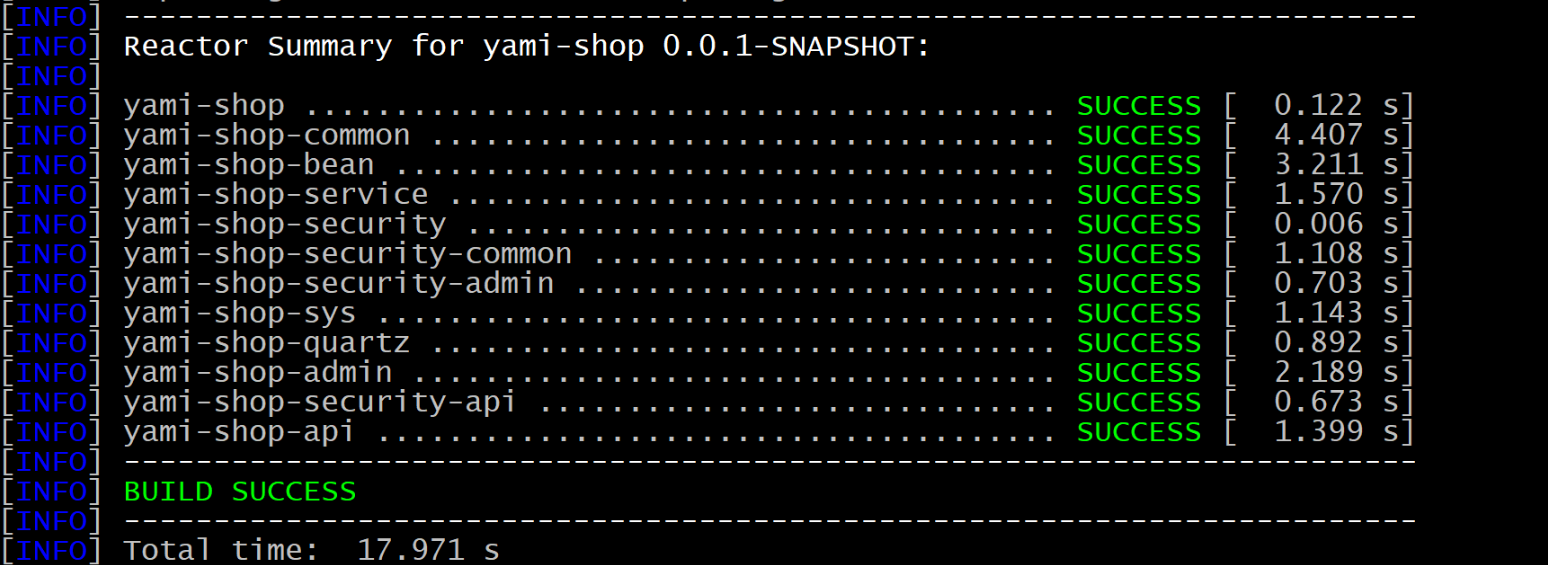 [INFO] ------------------------------------------------------------------------
[INFO] Reactor Summary for yami-shop 0.0.1-SNAPSHOT:
[INFO]
[INFO] yami-shop .......................................... SUCCESS [  0.122 s]
[INFO] yami-shop-common ................................... SUCCESS [  4.407 s]
[INFO] yami-shop-bean ..................................... SUCCESS [  3.211 s]
[INFO] yami-shop-service .................................. SUCCESS [  1.570 s]
[INFO] yami-shop-security ................................. SUCCESS [  0.006 s]
[INFO] yami-shop-security-common .......................... SUCCESS [  1.108 s]
[INFO] yami-shop-security-admin ........................... SUCCESS [  0.703 s]
[INFO] yami-shop-sys ...................................... SUCCESS [  1.143 s]
[INFO] yami-shop-quartz ................................... SUCCESS [  0.892 s]
[INFO] yami-shop-admin .................................... SUCCESS [  2.189 s]
[INFO] yami-shop-security-api ............................. SUCCESS [  0.673 s]
[INFO] yami-shop-api ...................................... SUCCESS [  1.399 s]
[INFO] ------------------------------------------------------------------------
[INFO] BUILD SUCCESS
[INFO] ------------------------------------------------------------------------
[INFO] Total time:  17.971 s